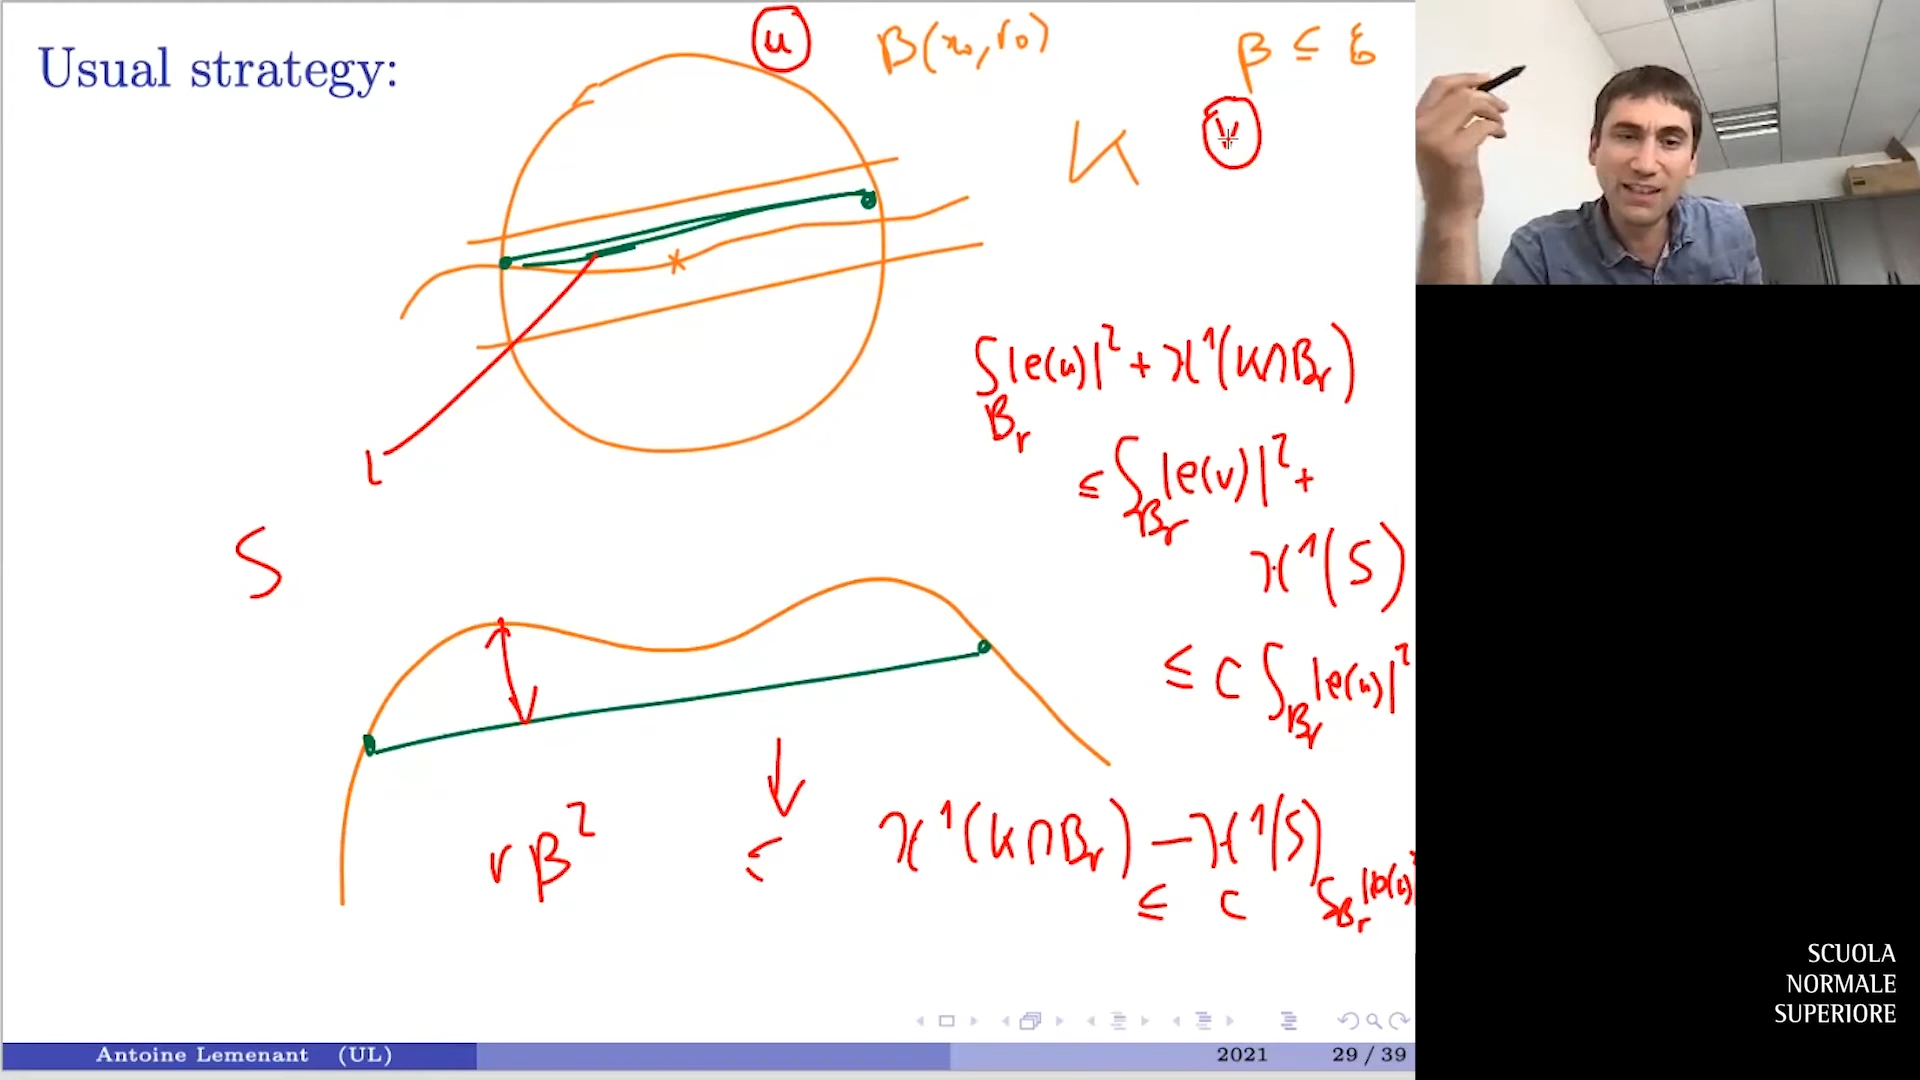 Usual strategy:
u
B(x₀, r₀)
β ≤ ε
K
v
∫_{B_r} |e(u)|² + ℋ¹(K∩B_r)
≤ ∫_{B_r} |e(v)|² +
ℋ¹(S)
≤ C ∫_{B_r} |e(u)|²
L
S
rβ² ≤ ℋ¹(K∩B_r) − ℋ¹(S)
≤ C
SCUOLA
NORMALE
SUPERIORE
Antoine Lemenant (UL) 2021 29 / 39